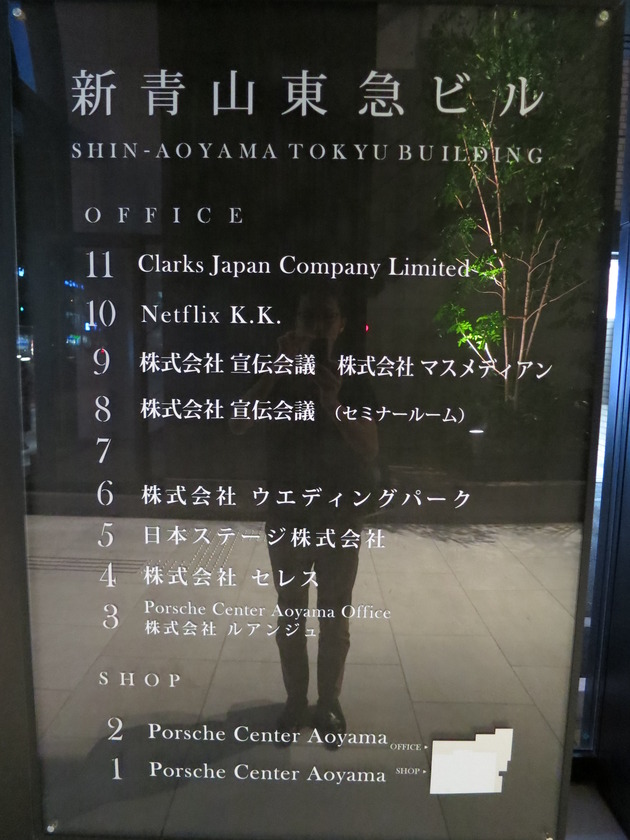 新青山東急ビル
SHIN-AOYAMA TOKYU BUILDING
OFFICE
11 Clarks Japan Company Limited
10 Netflix K.K.
9 株式会社 宣伝会議 株式会社 マスメディアン
8 株式会社 宣伝会議 (セミナールーム)
7
6 株式会社 ウエディングパーク
5 日本ステージ株式会社
4 株式会社 セレス
3 Porsche Center Aoyama Office
株式会社 ルアンジュ
SHOP
2 Porsche Center Aoyama
OFFICE
1 Porsche Center Aoyama
SHOP